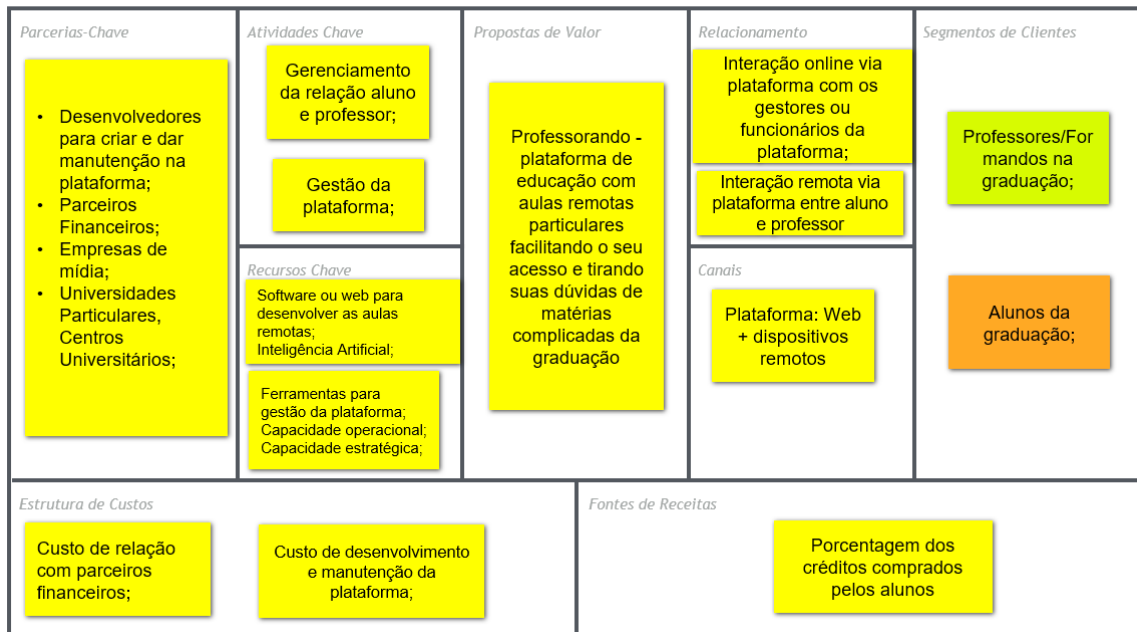 Parcerias-Chave
• Desenvolvedores
para criar e dar
manutenção na
plataforma;
• Parceiros
Financeiros;
• Empresas de
mídia;
• Universidades
Particulares,
Centros
Universitários;
Atividades Chave
Gerenciamento
da relação aluno
e professor;
Gestão da
plataforma;
Recursos Chave
Software ou web para
desenvolver as aulas
remotas;
Inteligência Artificial;
Ferramentas para
gestão da plataforma;
Capacidade operacional;
Capacidade estratégica;
Propostas de Valor
Professorando -
plataforma de
educação com
aulas remotas
particulares
facilitando o seu
acesso e tirando
suas dúvidas de
matérias
complicadas da
graduação
Relacionamento
Interação online via
plataforma com os
gestores ou
funcionários da
plataforma;
Interação remota via
plataforma entre aluno
e professor
Canais
Plataforma: Web
+ dispositivos
remotos
Segmentos de Clientes
Professores/For
mandos na
graduação;
Alunos da
graduação;
Estrutura de Custos
Custo de relação
com parceiros
financeiros;
Custo de desenvolvimento
e manutenção da
plataforma;
Fontes de Receitas
Porcentagem dos
créditos comprados
pelos alunos